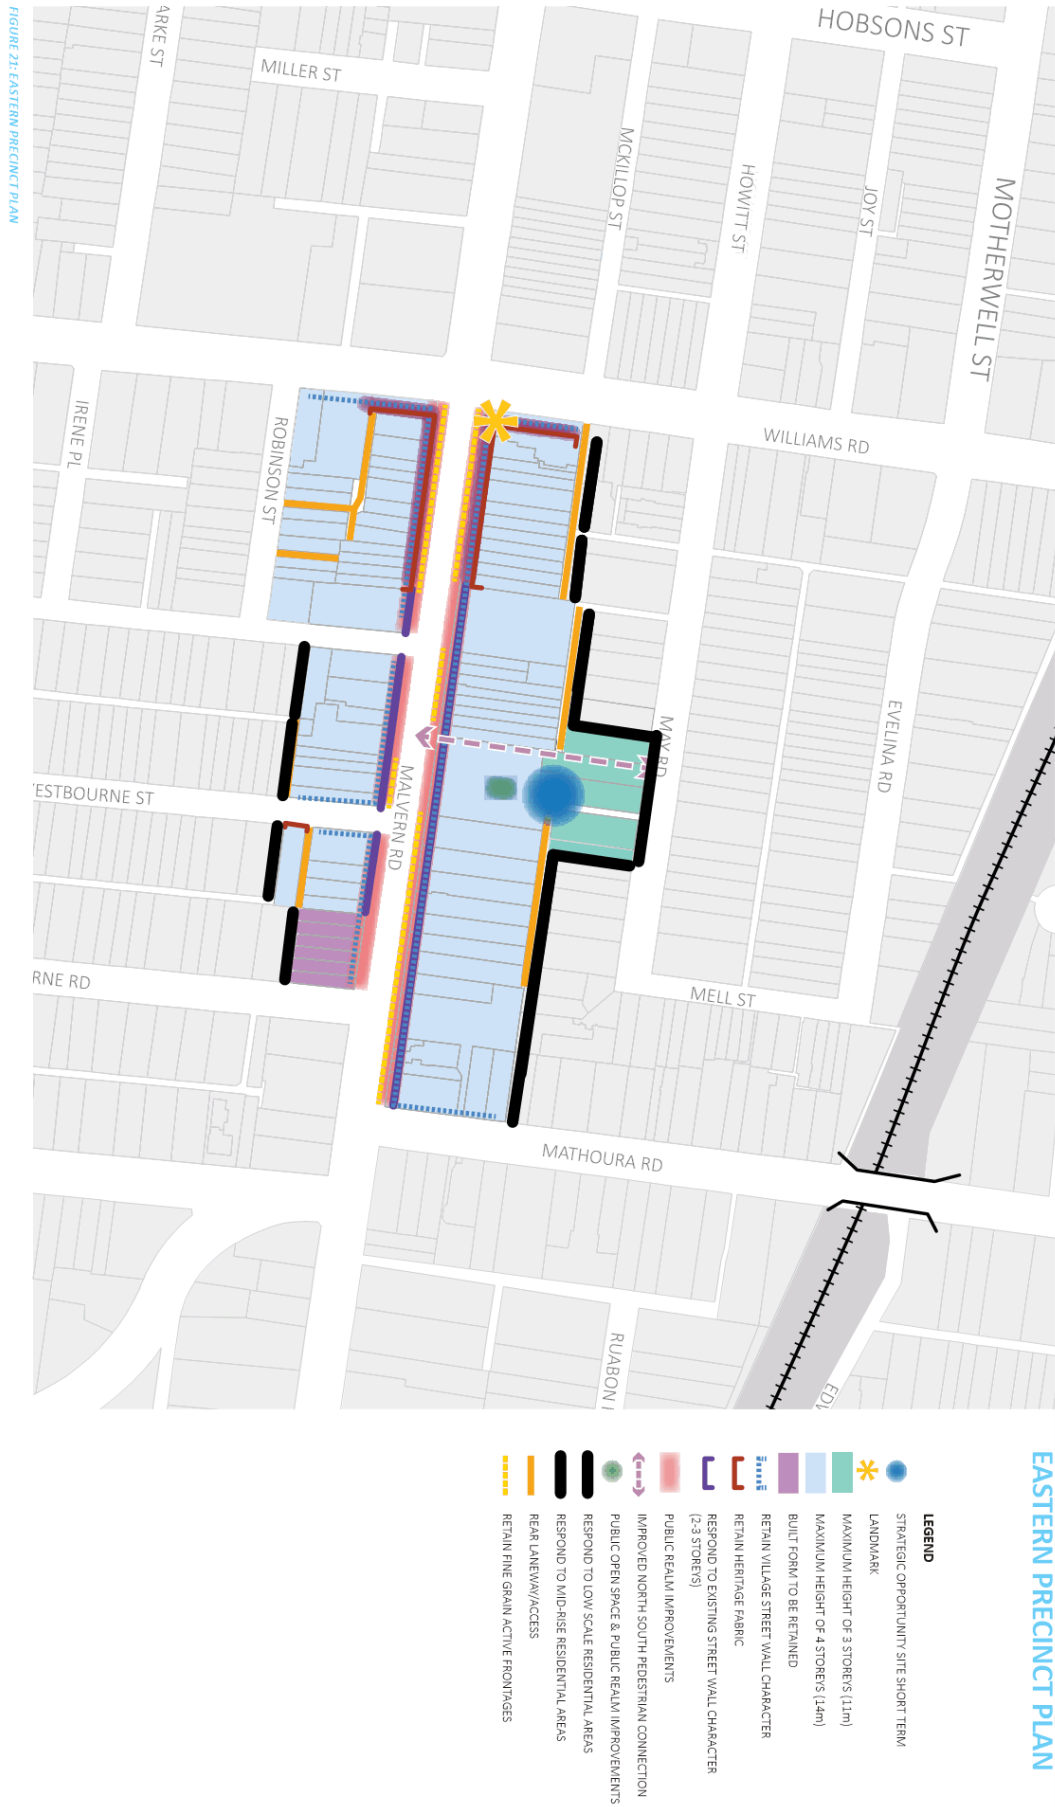 EASTERN PRECINCT PLAN
LEGEND
STRATEGIC OPPORTUNITY SITE SHORT TERM
LANDMARK
MAXIMUM HEIGHT OF 3 STOREYS (11m)
MAXIMUM HEIGHT OF 4 STOREYS (14m)
BUILT FORM TO BE RETAINED
RETAIN VILLAGE STREET WALL CHARACTER
RETAIN HERITAGE FABRIC
RESPOND TO EXISTING STREET WALL CHARACTER
(2-3 STOREYS)
PUBLIC REALM IMPROVEMENTS
IMPROVED NORTH SOUTH PEDESTRIAN CONNECTION
PUBLIC OPEN SPACE & PUBLIC REALM IMPROVEMENTS
RESPOND TO LOW SCALE RESIDENTIAL AREAS
RESPOND TO MID-RISE RESIDENTIAL AREAS
REAR LANEWAY/ACCESS
RETAIN FINE GRAIN ACTIVE FRONTAGES
HOBSONS ST
MOTHERWELL ST
JOY ST
HOWITT ST
MCKILLOP ST
MILLER ST
ARKE ST
WILLIAMS RD
EVELINA RD
MAY RD
MALVERN RD
ROBINSON ST
IRENE PL
ESTBOURNE ST
RNE RD
MELL ST
MATHOURA RD
RUABON
ED
FIGURE 21: EASTERN PRECINCT PLAN